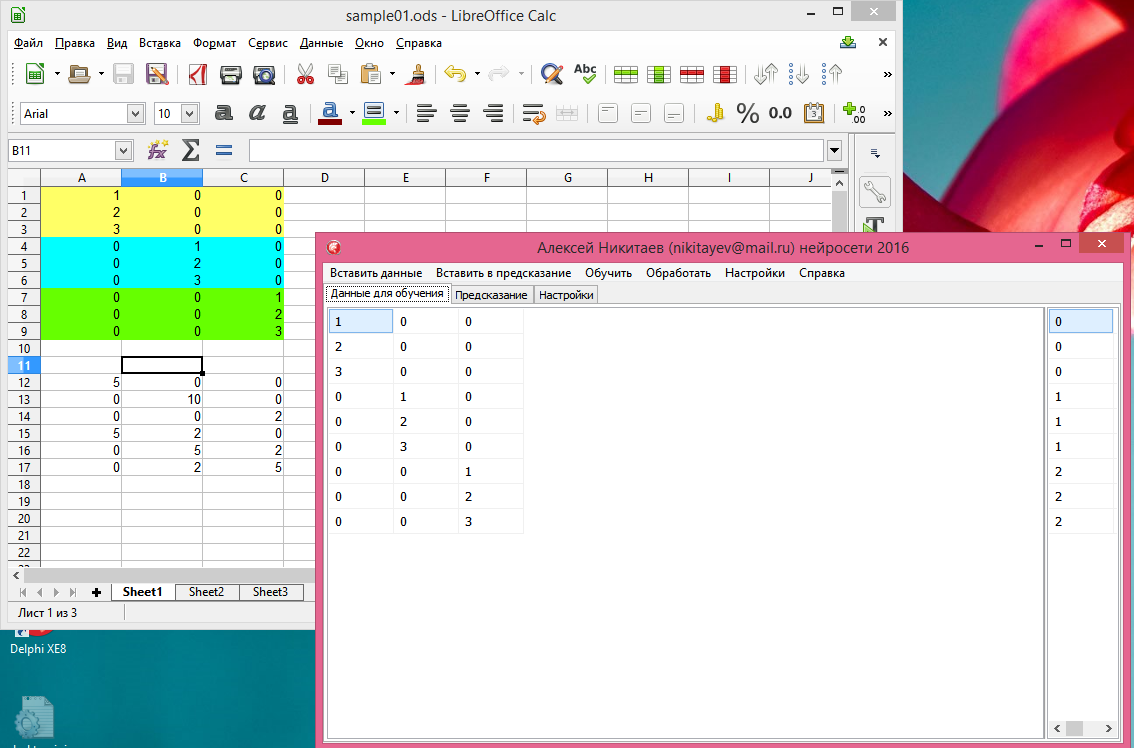 sample01.ods - LibreOffice Calc
Файл Правка Вид Вставка Формат Сервис Данные Окно Справка
Abc
»
Arial 10 a a a a % 0.0 3 +0 .00 »
B11 fx Σ =
A B C D E F G H I J
1 1 0 0
2 2 0 0
3 3 0 0
4 0 1 0
5 0 2 0
6 0 3 0
7 0 0 1
8 0 0 2
9 0 0 3
10
11
12 5 0 0
13 0 10 0
14 0 0 2
15 5 2 0
16 0 5 2
17 0 2 5
18
19
20
21
22
Sheet1 Sheet2 Sheet3
Лист 1 из 3
Delphi XE8
Алексей Никитаев (nikitayev@mail.ru) нейросети 2016
Вставить данные Вставить в предсказание Обучить Обработать Настройки Справка
Данные для обучения Предсказание Настройки
1 0 0 0
2 0 0 0
3 0 0 0
0 1 0 1
0 2 0 1
0 3 0 1
0 0 1 2
0 0 2 2
0 0 3 2